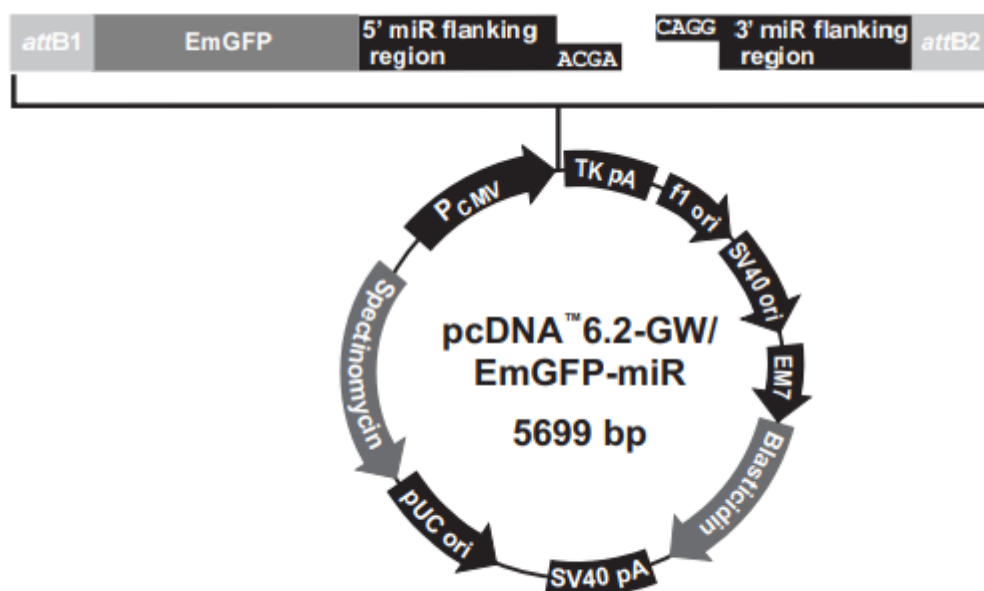 attB1 EmGFP 5' miR flanking region ACGA CAGG 3' miR flanking region attB2
PCMV
TK pA
f1 ori
SV40 ori
EM7
Blasticidin
SV40 pA
pUC ori
Spectinomycin
pcDNA™6.2-GW/
EmGFP-miR
5699 bp